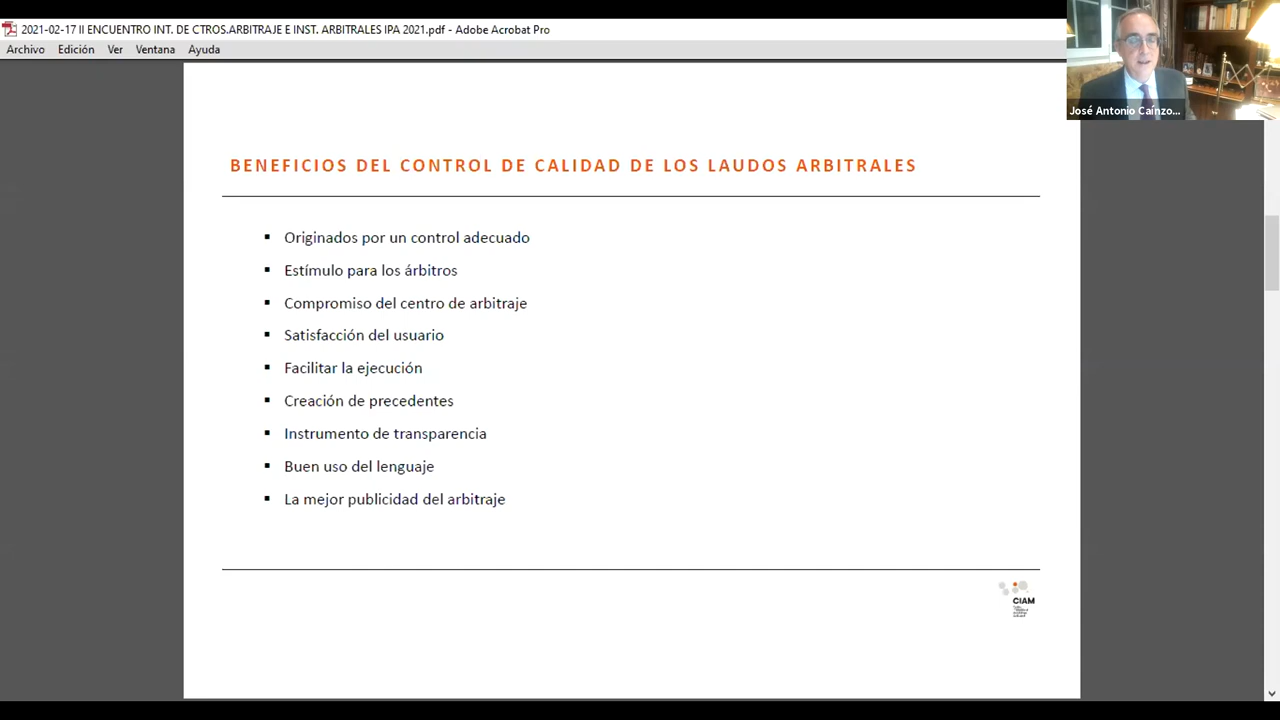 2021-02-17 II ENCUENTRO INT. DE CTROS.ARBITRAJE E INST. ARBITRALES IPA 2021.pdf - Adobe Acrobat Pro
Archivo Edición Ver Ventana Ayuda
José Antonio Caínzo...
BENEFICIOS DEL CONTROL DE CALIDAD DE LOS LAUDOS ARBITRALES
▪ Originados por un control adecuado
▪ Estímulo para los árbitros
▪ Compromiso del centro de arbitraje
▪ Satisfacción del usuario
▪ Facilitar la ejecución
▪ Creación de precedentes
▪ Instrumento de transparencia
▪ Buen uso del lenguaje
▪ La mejor publicidad del arbitraje
CIAM